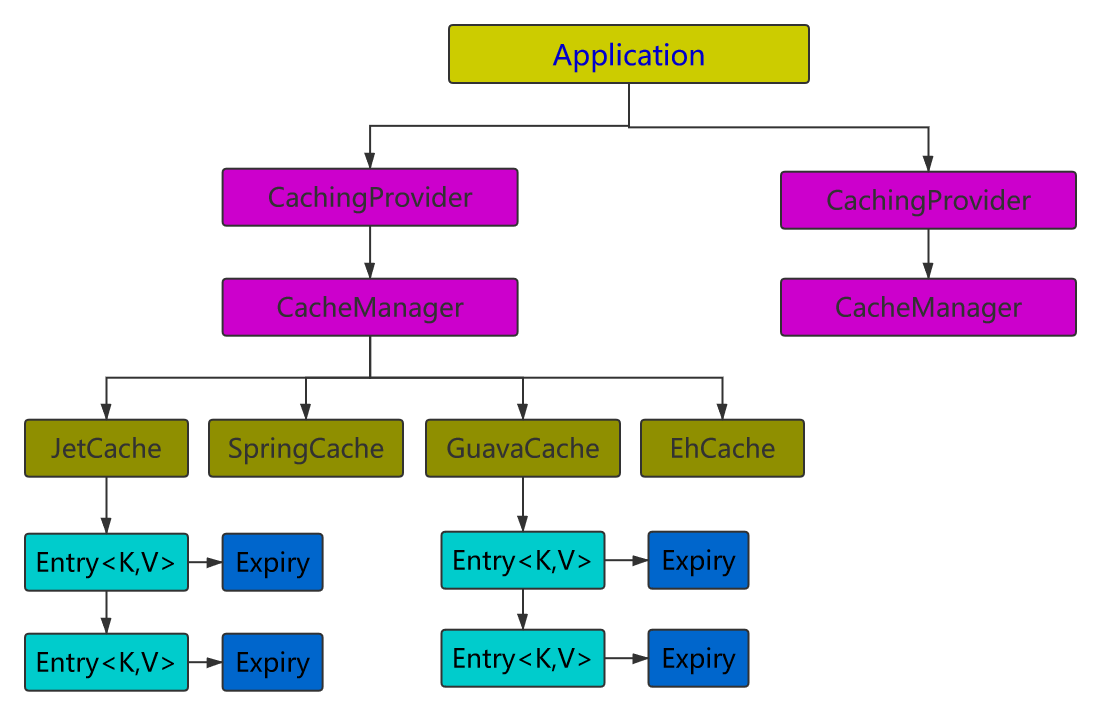 Application
CachingProvider
CachingProvider
CacheManager
CacheManager
JetCache
SpringCache
GuavaCache
EhCache
Entry<K,V>
Expiry
Entry<K,V>
Expiry
Entry<K,V>
Expiry
Entry<K,V>
Expiry